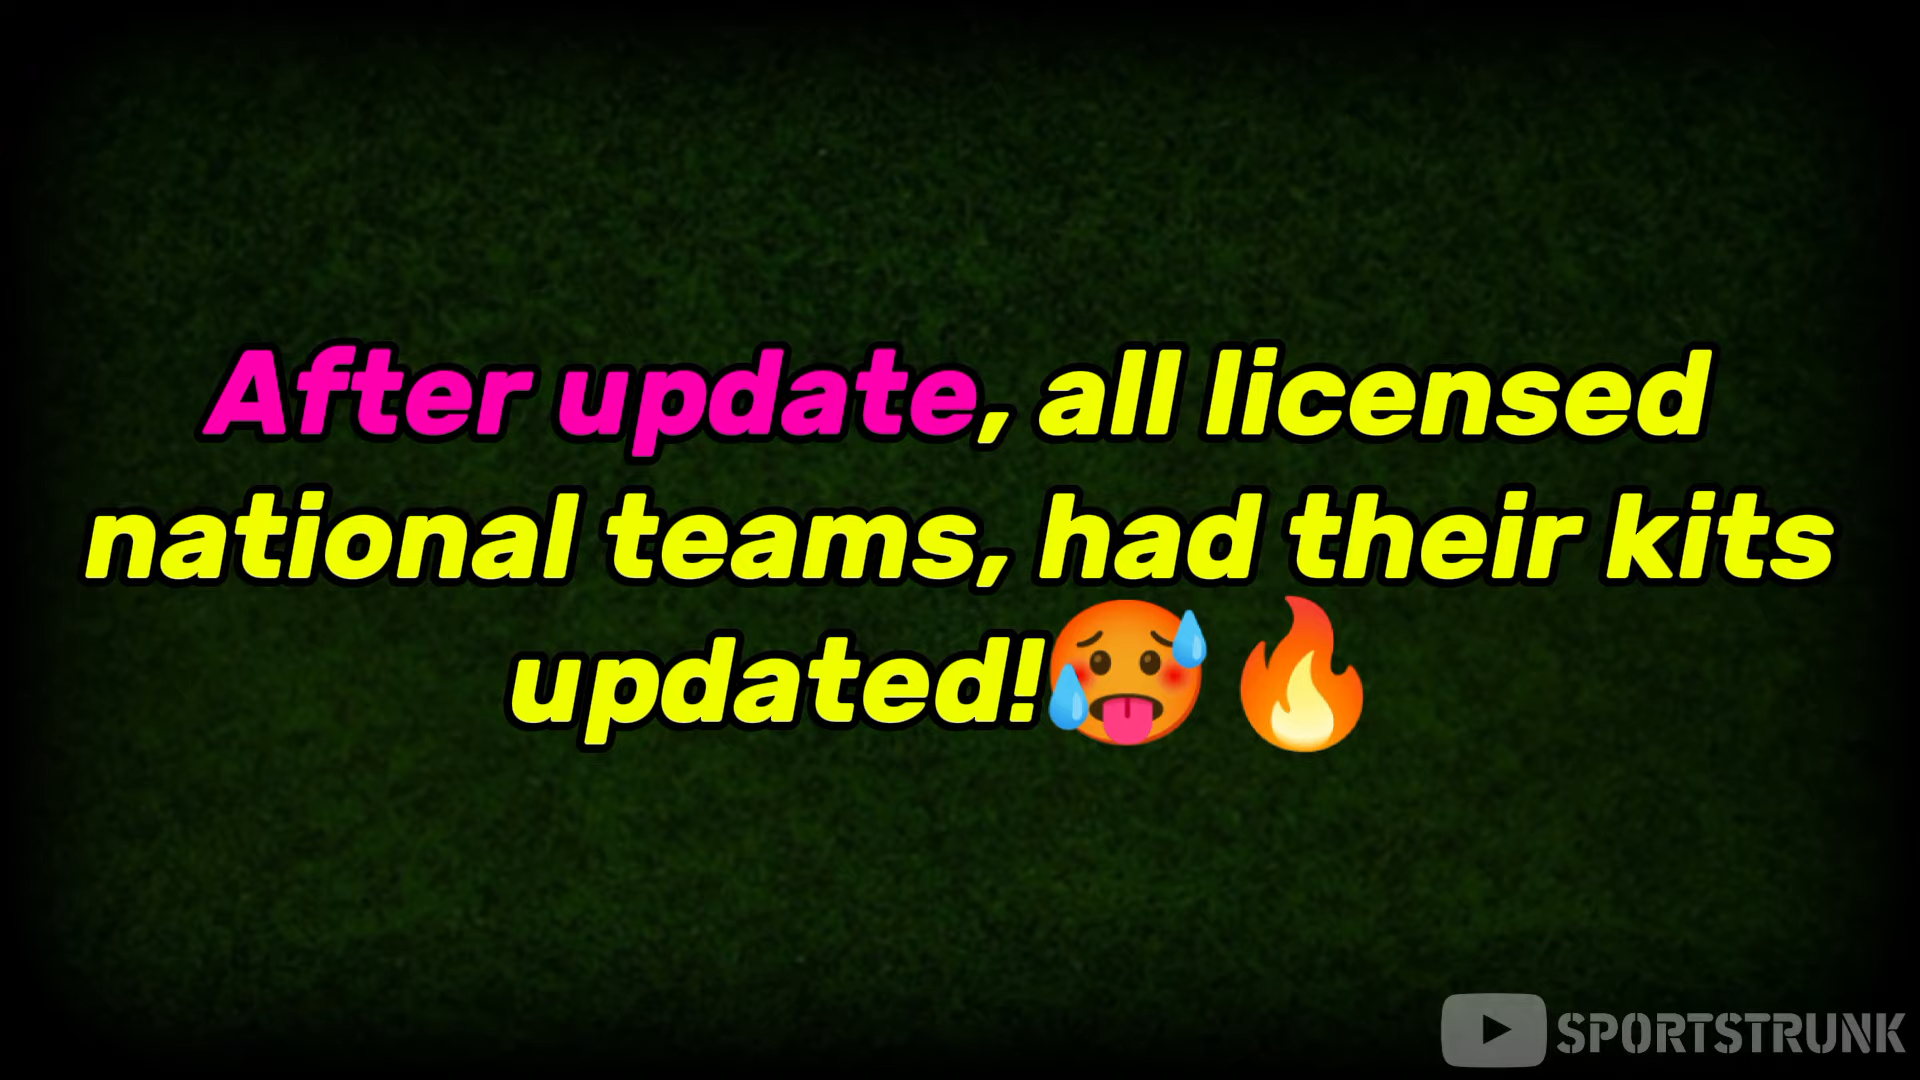 After update, all licensed
national teams, had their kits
updated!🥵 🔥
SPORTSTRUNK